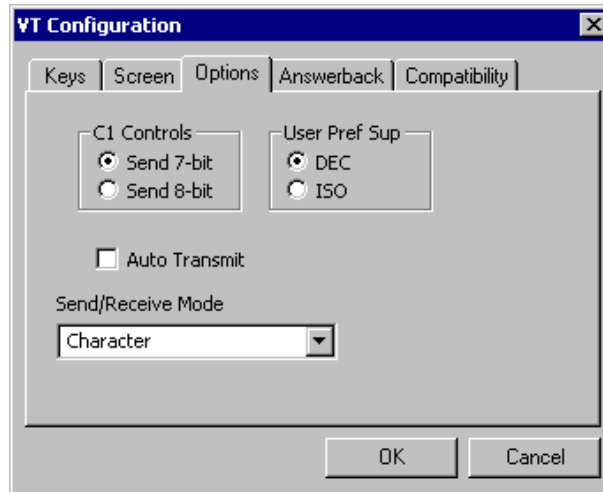 VT Configuration
Keys Screen Options Answerback Compatibility
C1 Controls User Pref Sup
Send 7-bit DEC
Send 8-bit ISO
Auto Transmit
Send/Receive Mode
Character
OK Cancel